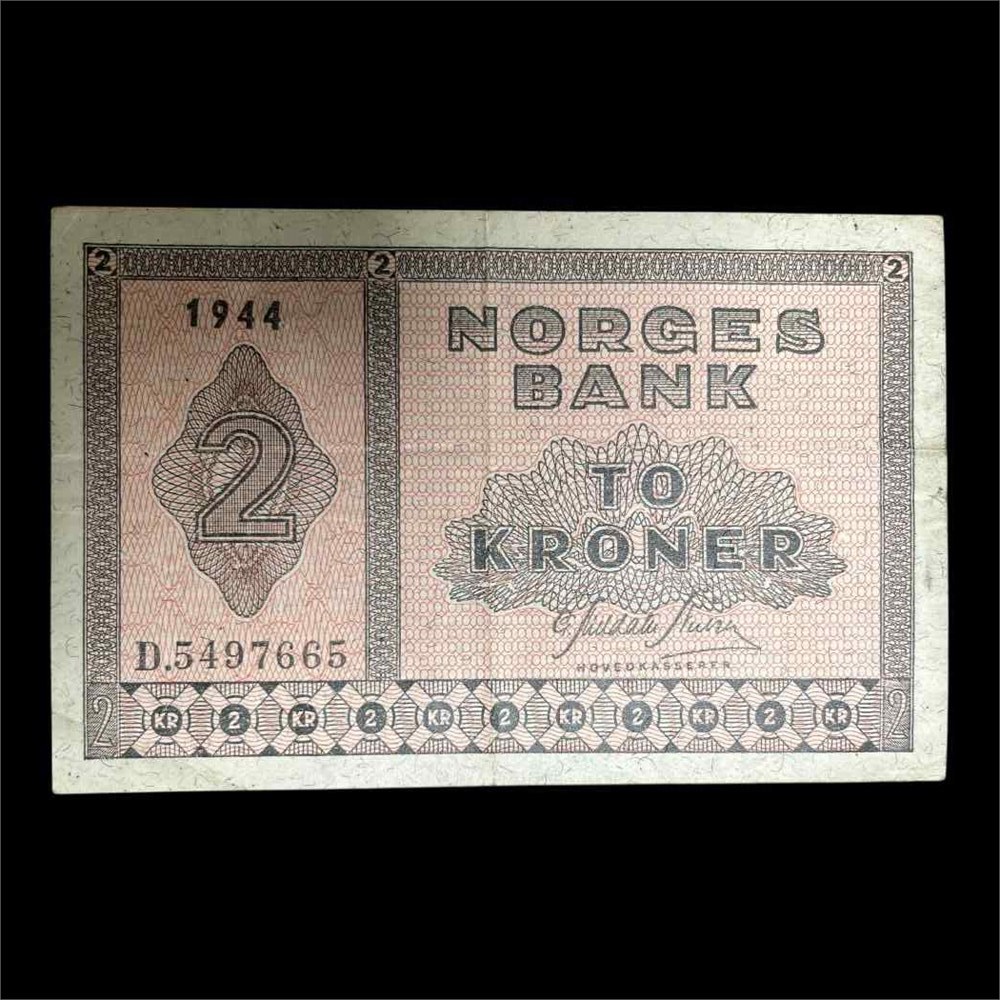 2 2 2
1944
NORGES
BANK
2
TO
KRONER
D.5497665
HOVEDKASSERER
2 KR 2 KR 2 KR 2 KR 2 KR 2 KR 2